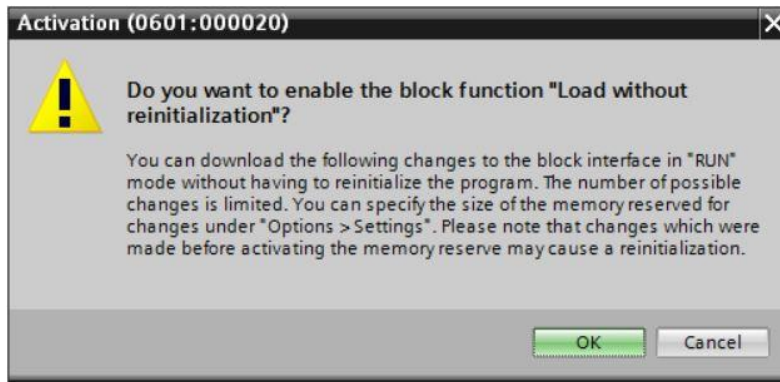 Activation (0601:000020)
Do you want to enable the block function "Load without
reinitialization"?
You can download the following changes to the block interface in "RUN"
mode without having to reinitialize the program. The number of possible
changes is limited. You can specify the size of the memory reserved for
changes under "Options > Settings". Please note that changes which were
made before activating the memory reserve may cause a reinitialization.
OK Cancel